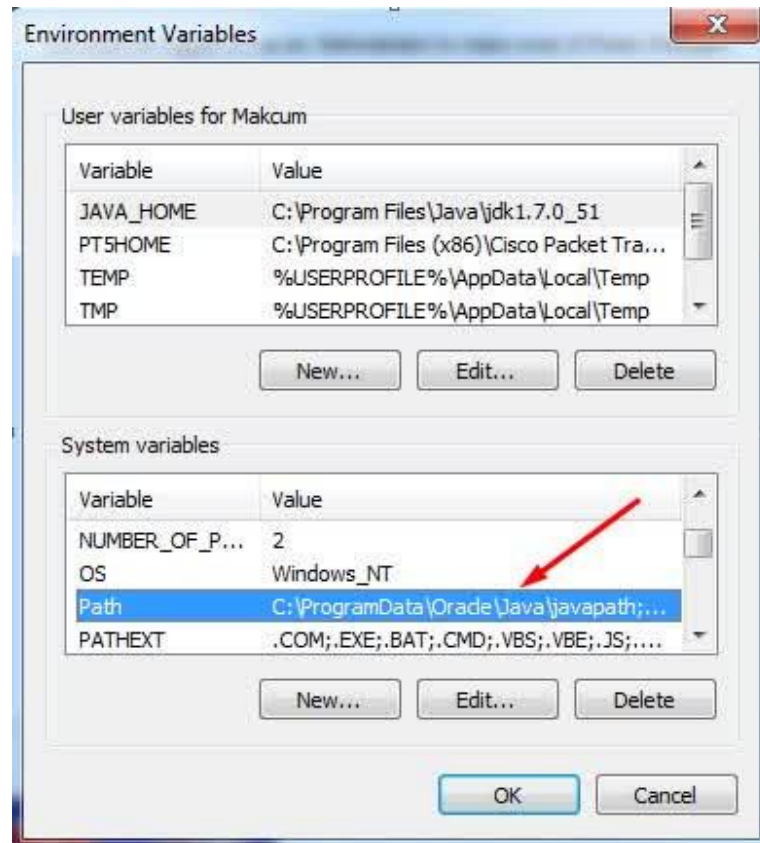 Environment Variables
User variables for Makcum
Variable Value
JAVA_HOME C:\Program Files\Java\jdk1.7.0_51
PT5HOME C:\Program Files (x86)\Cisco Packet Tra...
TEMP %USERPROFILE%\AppData\Local\Temp
TMP %USERPROFILE%\AppData\Local\Temp
New... Edit... Delete
System variables
Variable Value
NUMBER_OF_P... 2
OS Windows_NT
Path C:\ProgramData\Oracle\Java\javapath;...
PATHEXT .COM;.EXE;.BAT;.CMD;.VBS;.VBE;.JS;....
New... Edit... Delete
OK Cancel